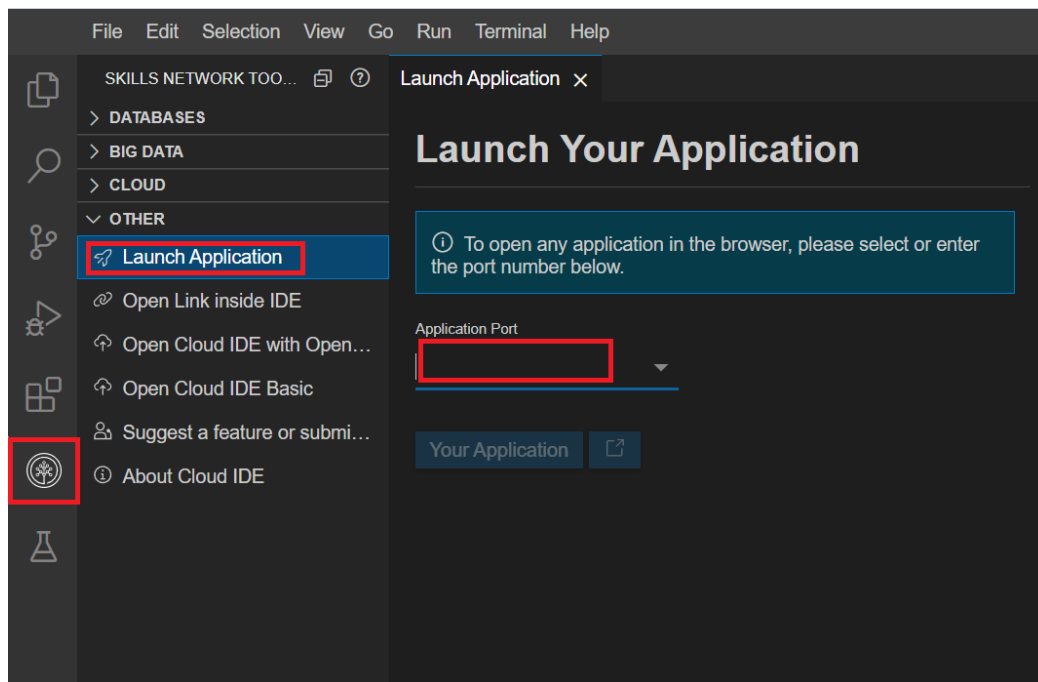 File Edit Selection View Go Run Terminal Help
SKILLS NETWORK TOO...
Launch Application
DATABASES
BIG DATA
CLOUD
OTHER
Launch Application
Open Link inside IDE
Open Cloud IDE with Open...
Open Cloud IDE Basic
Suggest a feature or submi...
About Cloud IDE
Launch Your Application
To open any application in the browser, please select or enter
the port number below.
Application Port
Your Application